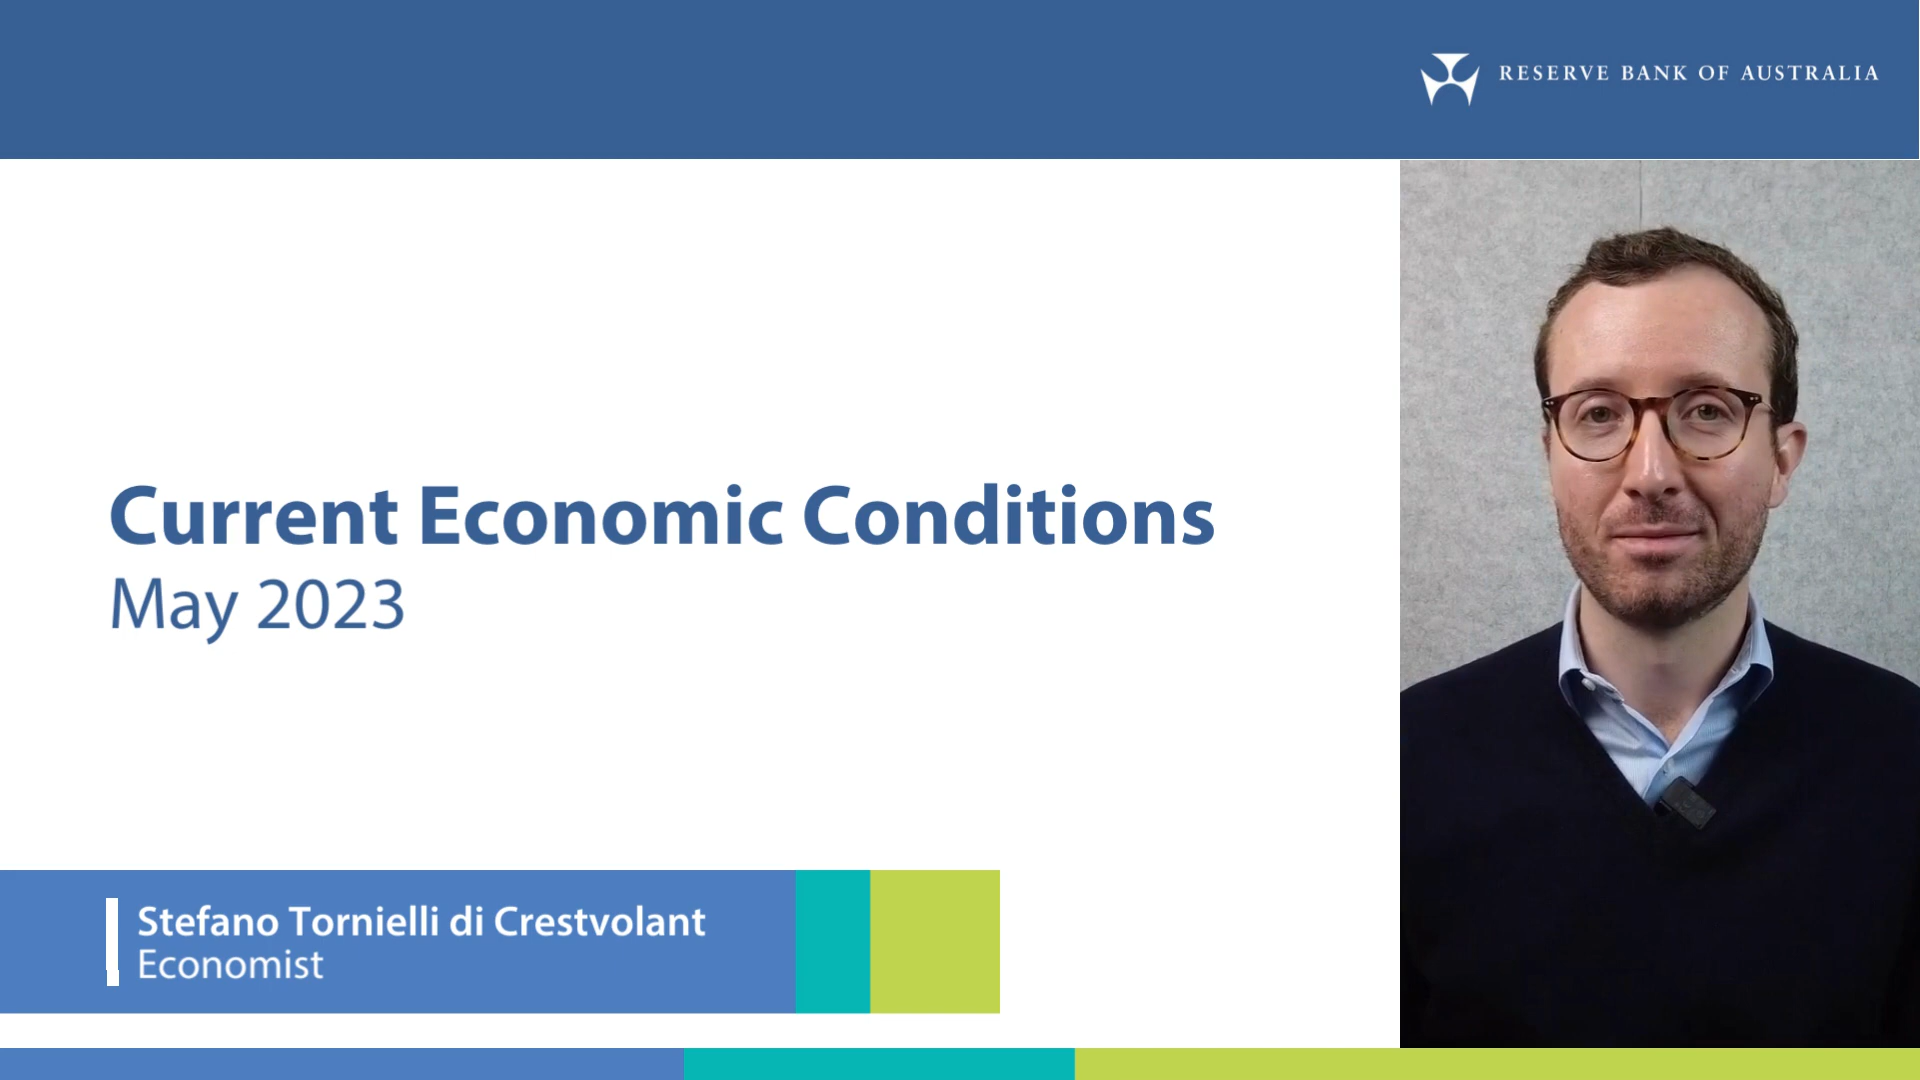 RESERVE BANK OF AUSTRALIA
Current Economic Conditions
May 2023
Stefano Tornielli di Crestvolant
Economist